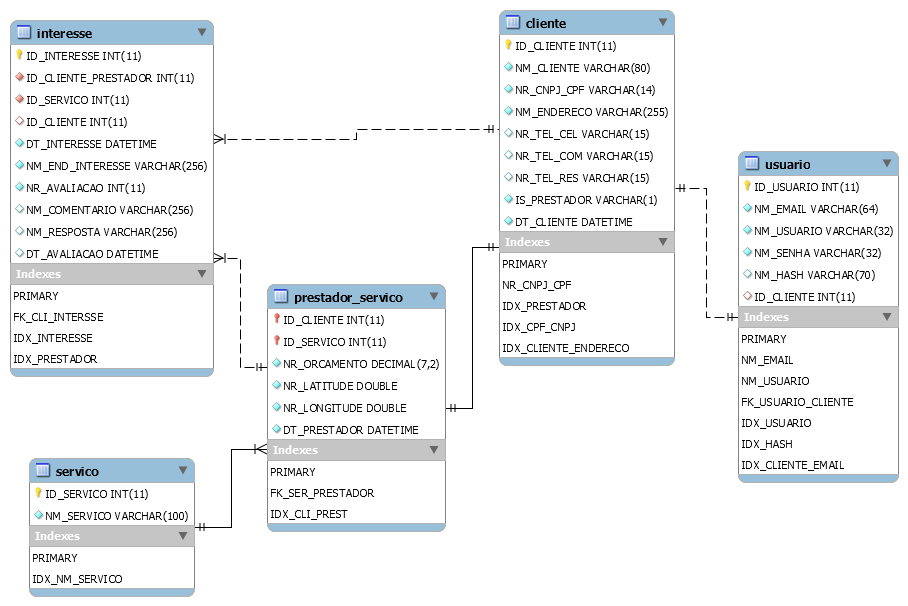 interesse
ID_INTERESSE INT(11)
ID_CLIENTE_PRESTADOR INT(11)
ID_SERVICO INT(11)
ID_CLIENTE INT(11)
DT_INTERESSE DATETIME
NM_END_INTERESSE VARCHAR(256)
NR_AVALIACAO INT(11)
NM_COMENTARIO VARCHAR(256)
NM_RESPOSTA VARCHAR(256)
DT_AVALIACAO DATETIME
Indexes
PRIMARY
FK_CLI_INTERSSE
IDX_INTERESSE
IDX_PRESTADOR
cliente
ID_CLIENTE INT(11)
NM_CLIENTE VARCHAR(80)
NR_CNPJ_CPF VARCHAR(14)
NM_ENDERECO VARCHAR(255)
NR_TEL_CEL VARCHAR(15)
NR_TEL_COM VARCHAR(15)
NR_TEL_RES VARCHAR(15)
IS_PRESTADOR VARCHAR(1)
DT_CLIENTE DATETIME
Indexes
PRIMARY
NR_CNPJ_CPF
IDX_PRESTADOR
IDX_CPF_CNPJ
IDX_CLIENTE_ENDERECO
usuario
ID_USUARIO INT(11)
NM_EMAIL VARCHAR(64)
NM_USUARIO VARCHAR(32)
NM_SENHA VARCHAR(32)
NM_HASH VARCHAR(70)
ID_CLIENTE INT(11)
Indexes
PRIMARY
NM_EMAIL
NM_USUARIO
FK_USUARIO_CLIENTE
IDX_USUARIO
IDX_HASH
IDX_CLIENTE_EMAIL
prestador_servico
ID_CLIENTE INT(11)
ID_SERVICO INT(11)
NR_ORCAMENTO DECIMAL(7,2)
NR_LATITUDE DOUBLE
NR_LONGITUDE DOUBLE
DT_PRESTADOR DATETIME
Indexes
PRIMARY
FK_SER_PRESTADOR
IDX_CLI_PREST
servico
ID_SERVICO INT(11)
NM_SERVICO VARCHAR(100)
Indexes
PRIMARY
IDX_NM_SERVICO